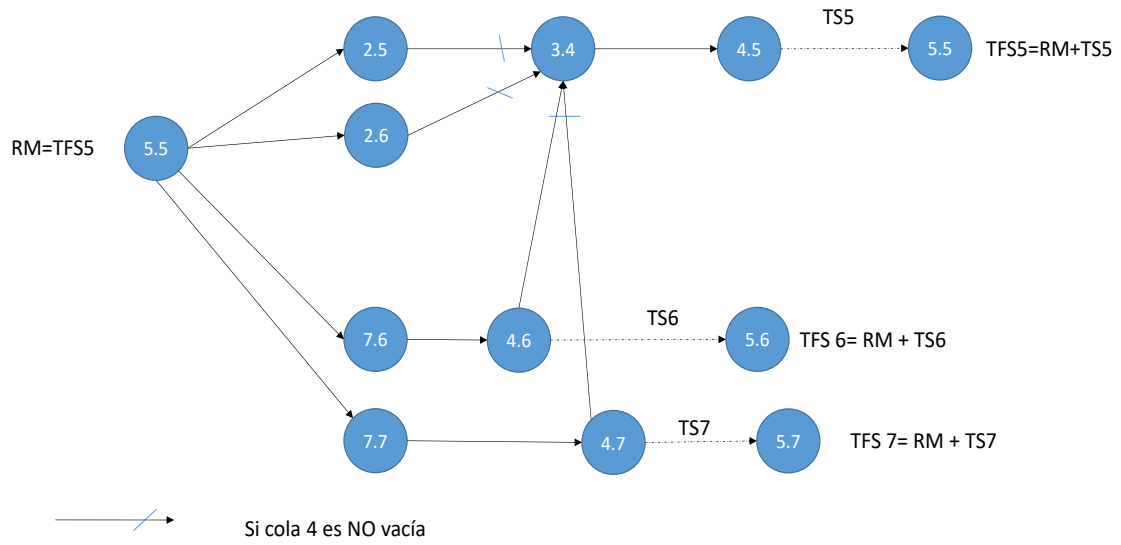 TS5
2.5
3.4
4.5
5.5
TFS5=RM+TS5
2.6
RM=TFS5
5.5
TS6
7.6
4.6
5.6
TFS 6= RM + TS6
TS7
7.7
4.7
5.7
TFS 7= RM + TS7
Si cola 4 es NO vacía